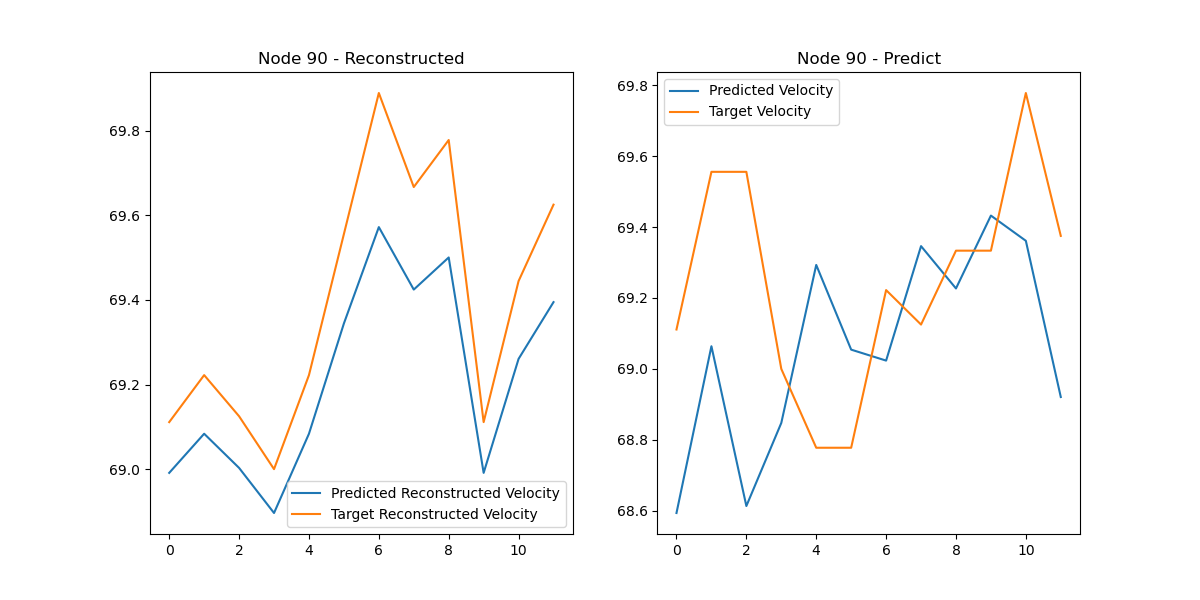 Node 90 - Reconstructed
69.8
69.6
69.4
69.2
69.0
Predicted Reconstructed Velocity
Target Reconstructed Velocity
0 2 4 6 8 10
Node 90 - Predict
Predicted Velocity
Target Velocity
69.8
69.6
69.4
69.2
69.0
68.8
68.6
0 2 4 6 8 10